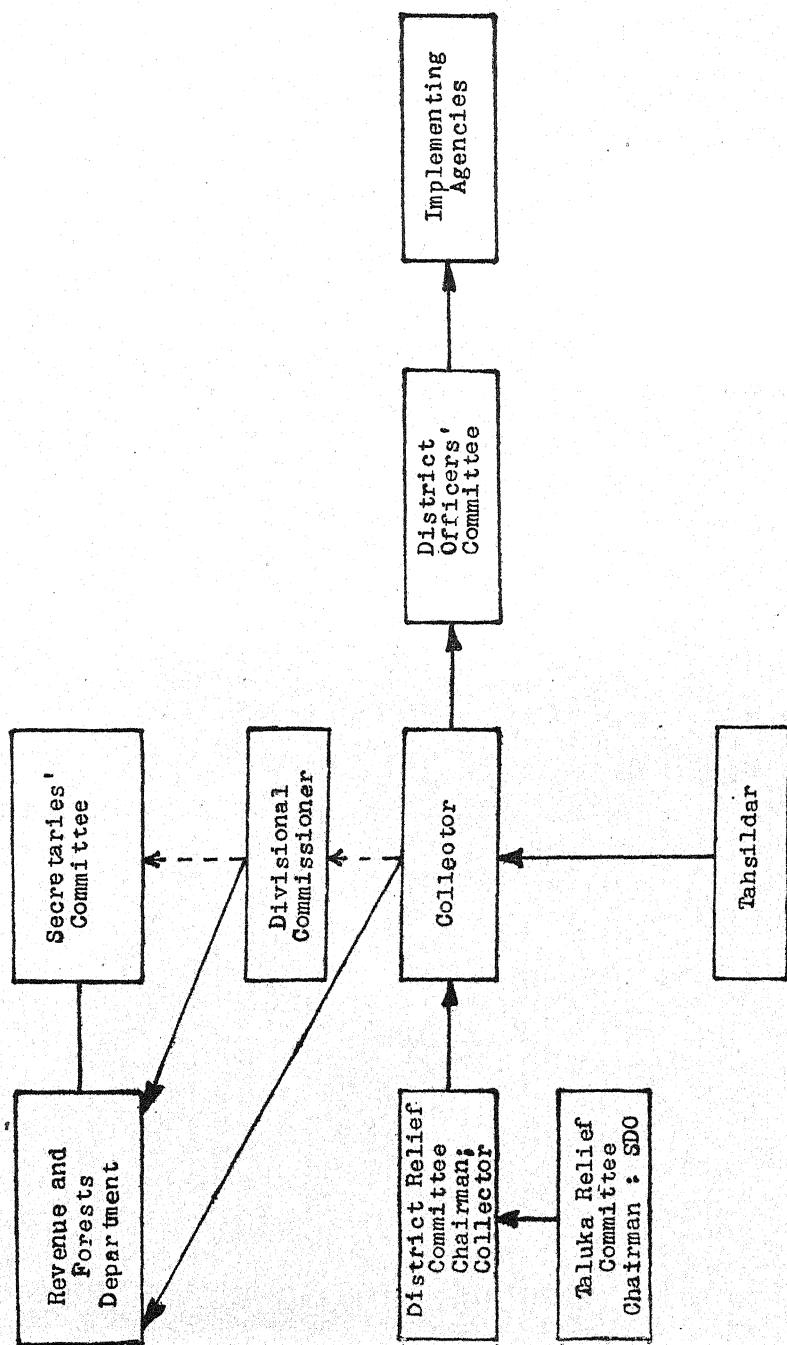 Revenue and
Forests
Department
Secretaries'
Committee
Divisional
Commissioner
District Relief
Committee
Chairman;
Collector
Collector
District
Officers'
Committee
Implementing
Agencies
Taluka Relief
Committee
Chairman : SDO
Tahsildar